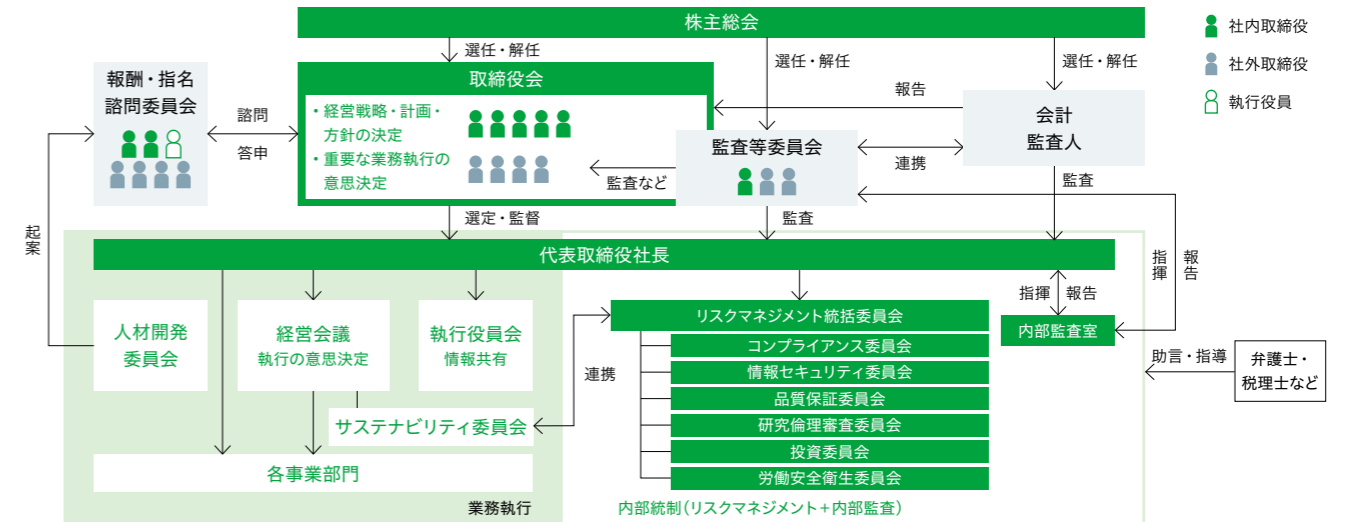 株主総会
社内取締役
社外取締役
執行役員
選任・解任
選任・解任
選任・解任
報酬・指名
諮問委員会
諮問
答申
取締役会
・経営戦略・計画・
方針の決定
・重要な業務執行の
意思決定
報告
監査等委員会
監査など
連携
会計
監査人
起案
選定・監督
監査
監査
指揮
報告
代表取締役社長
人材開発
委員会
経営会議
執行の意思決定
執行役員会
情報共有
サステナビリティ委員会
各事業部門
業務執行
連携
リスクマネジメント統括委員会
コンプライアンス委員会
情報セキュリティ委員会
品質保証委員会
研究倫理審査委員会
投資委員会
労働安全衛生委員会
内部統制(リスクマネジメント+内部監査)
指揮
報告
内部監査室
助言・指導
弁護士・
税理士など